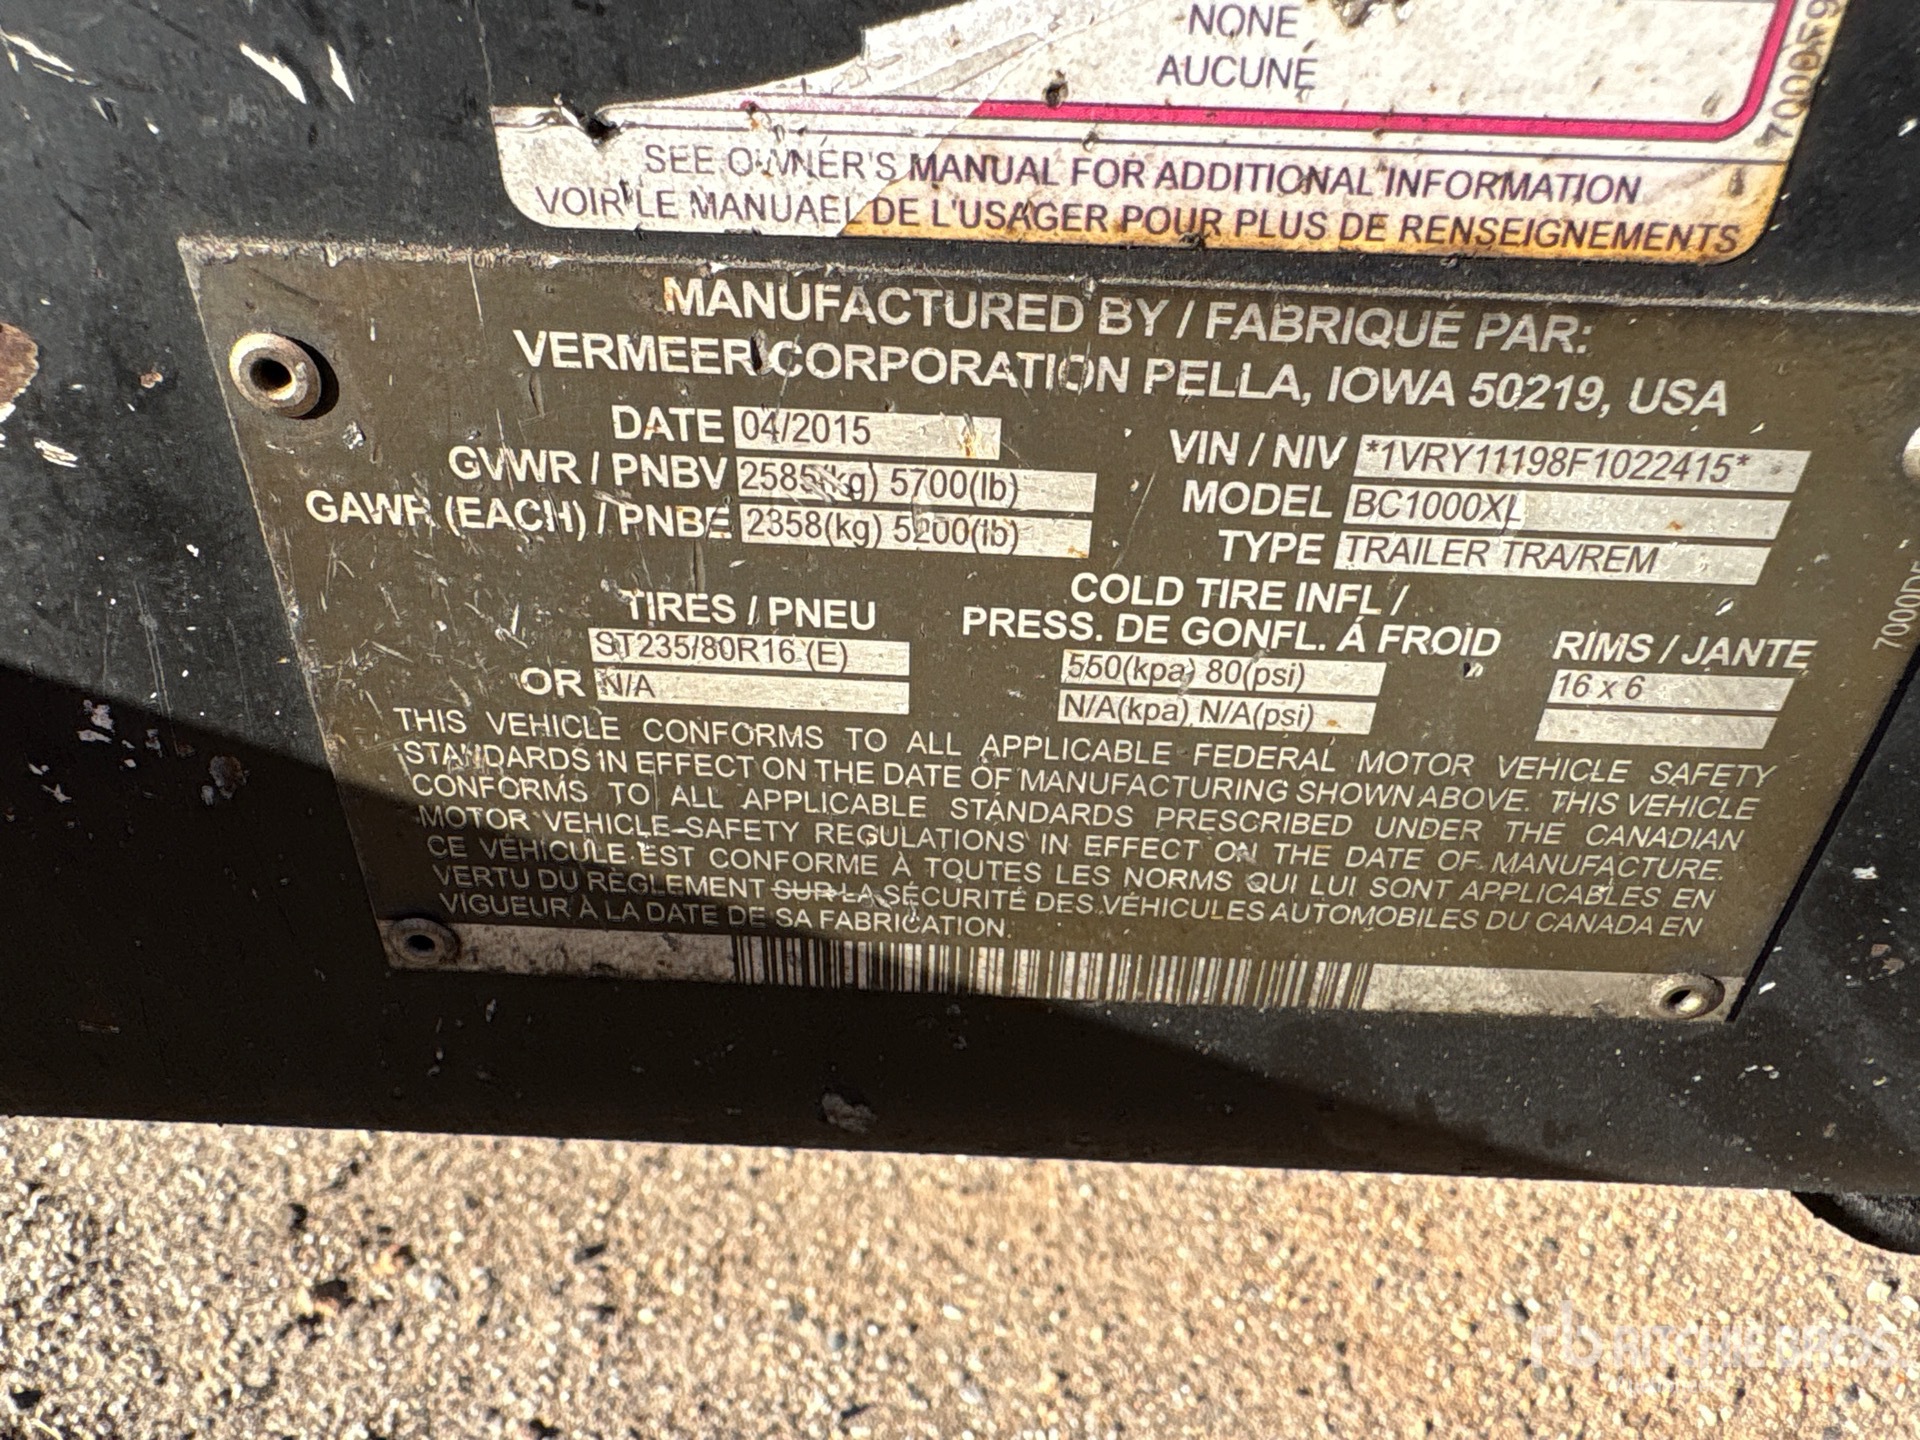 NONE
AUCUNE
SEE OWNER'S MANUAL FOR ADDITIONAL INFORMATION
VOIR LE MANUAEL DE L'USAGER POUR PLUS DE RENSEIGNEMENTS
MANUFACTURED BY / FABRIQUÉ PAR:
VERMEER CORPORATION PELLA, IOWA 50219, USA
DATE 04/2015
GVWR / PNBV 2585(kg) 5700(lb)
GAWR (EACH) / PNBE 2358(kg) 5200(lb)
VIN / NIV *1VRY11198F1022415*
MODEL BC1000XL
TYPE TRAILER TRA/REM
TIRES / PNEU
ST235/80R16 (E)
OR N/A
COLD TIRE INFL /
PRESS. DE GONFL. Á FROID
550(kpa) 80(psi)
N/A(kpa) N/A(psi)
RIMS / JANTE
16 x 6
THIS VEHICLE CONFORMS TO ALL APPLICABLE FEDERAL MOTOR VEHICLE SAFETY
STANDARDS IN EFFECT ON THE DATE OF MANUFACTURING SHOWN ABOVE. THIS VEHICLE
CONFORMS TO ALL APPLICABLE STANDARDS PRESCRIBED UNDER THE CANADIAN
MOTOR VEHICLE SAFETY REGULATIONS IN EFFECT ON THE DATE OF MANUFACTURE.
CE VÉHICULE EST CONFORME À TOUTES LES NORMS QUI LUI SONT APPLICABLES EN
VERTU DU RÈGLEMENT SUR LA SÉCURITÉ DES VÉHICULES AUTOMOBILES DU CANADA EN
VIGUEUR À LA DATE DE SA FABRICATION.
rb RITCHIE BROS.